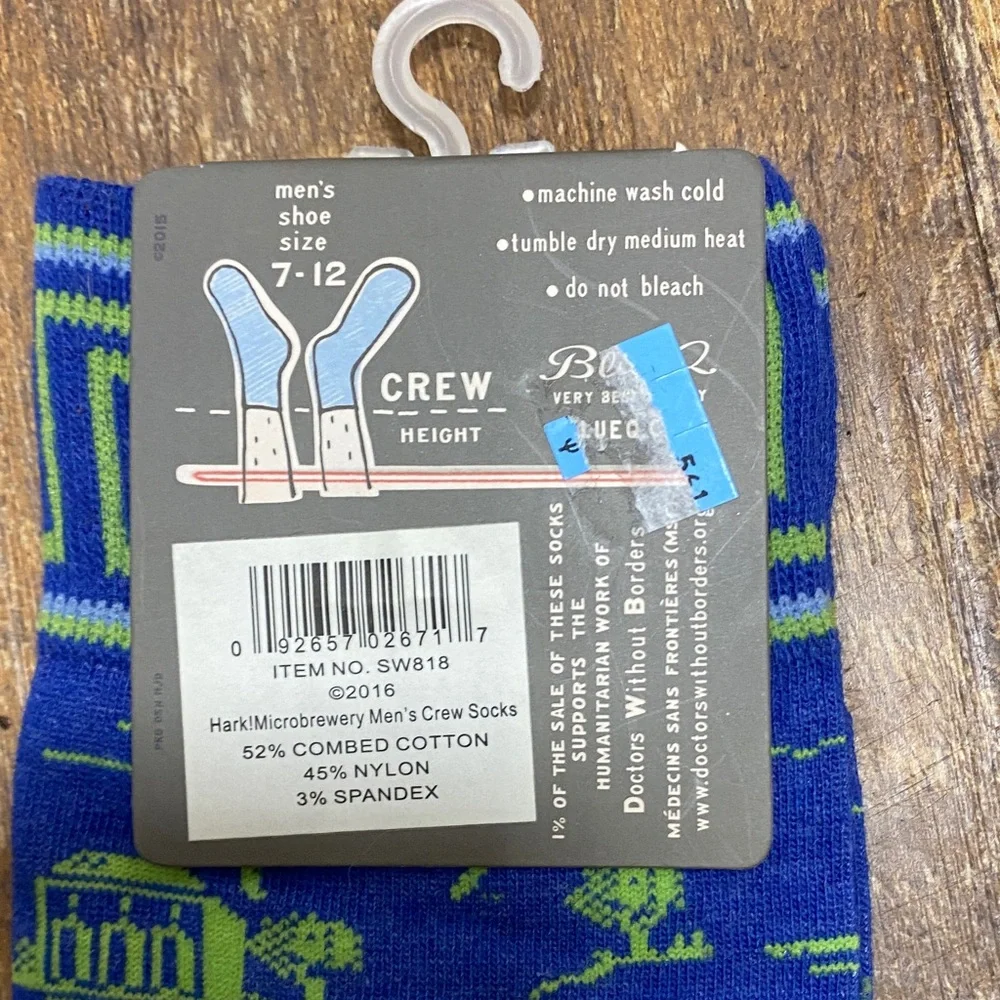 men's
shoe
size
7-12
CREW
HEIGHT
•machine wash cold
•tumble dry medium heat
• do not bleach
VERY
©2015
0 92657 02671 7
ITEM NO. SW818
©2016
Hark!Microbrewery Men's Crew Socks
52% COMBED COTTON
45% NYLON
3% SPANDEX
1% OF THE SALE OF THESE SOCKS
SUPPORTS THE
HUMANITARIAN WORK OF
Doctors Without Borders
MÉDECINS SANS FRONTIÈRES (MS
www.doctorswithoutborders.org